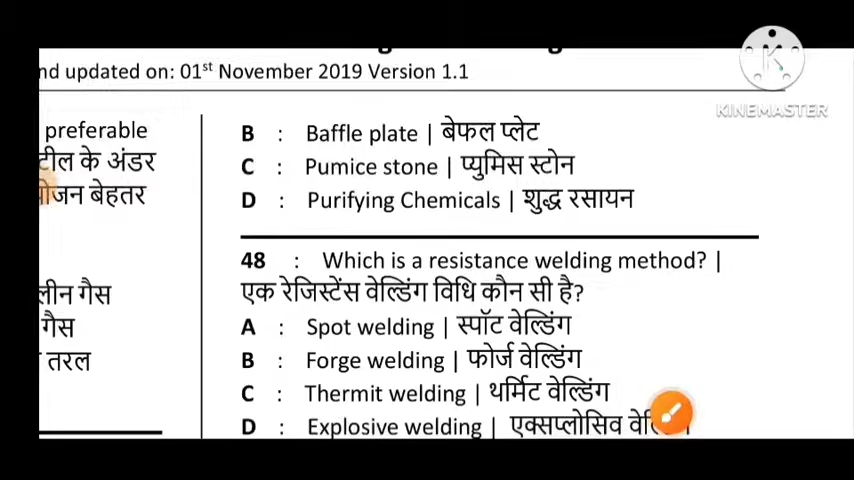 nd updated on: 01st November 2019 Version 1.1
KINEMASTER
preferable
टील के अंडर
जन बेहतर
लीन गैस
गैस
तरल
B : Baffle plate | बेफल प्लेट
C : Pumice stone | प्युमिस स्टोन
D : Purifying Chemicals | शुद्ध रसायन
48 : Which is a resistance welding method? |
एक रेजिस्टेंस वेल्डिंग विधि कौन सी है?
A : Spot welding | स्पॉट वेल्डिंग
B : Forge welding | फोर्ज वेल्डिंग
C : Thermit welding | थर्मिट वेल्डिंग
D : Explosive welding | एक्सप्लोसिव